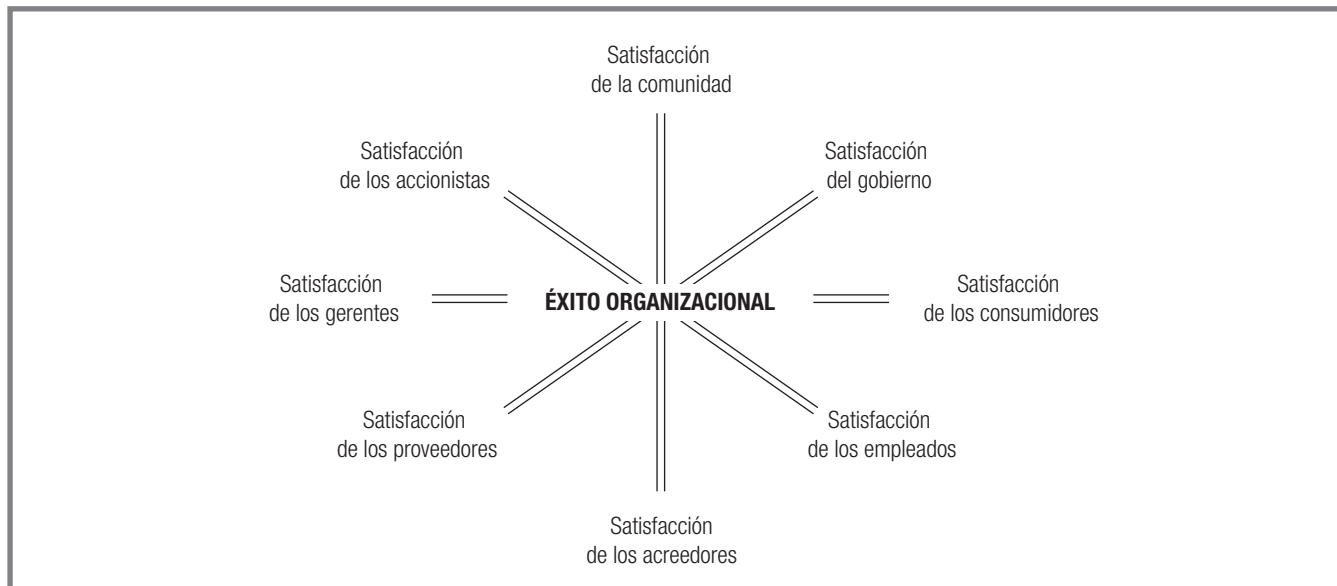 Satisfacción
de la comunidad
Satisfacción
de los accionistas
Satisfacción
del gobierno
Satisfacción
de los gerentes
ÉXITO ORGANIZACIONAL
Satisfacción
de los consumidores
Satisfacción
de los proveedores
Satisfacción
de los empleados
Satisfacción
de los acreedores